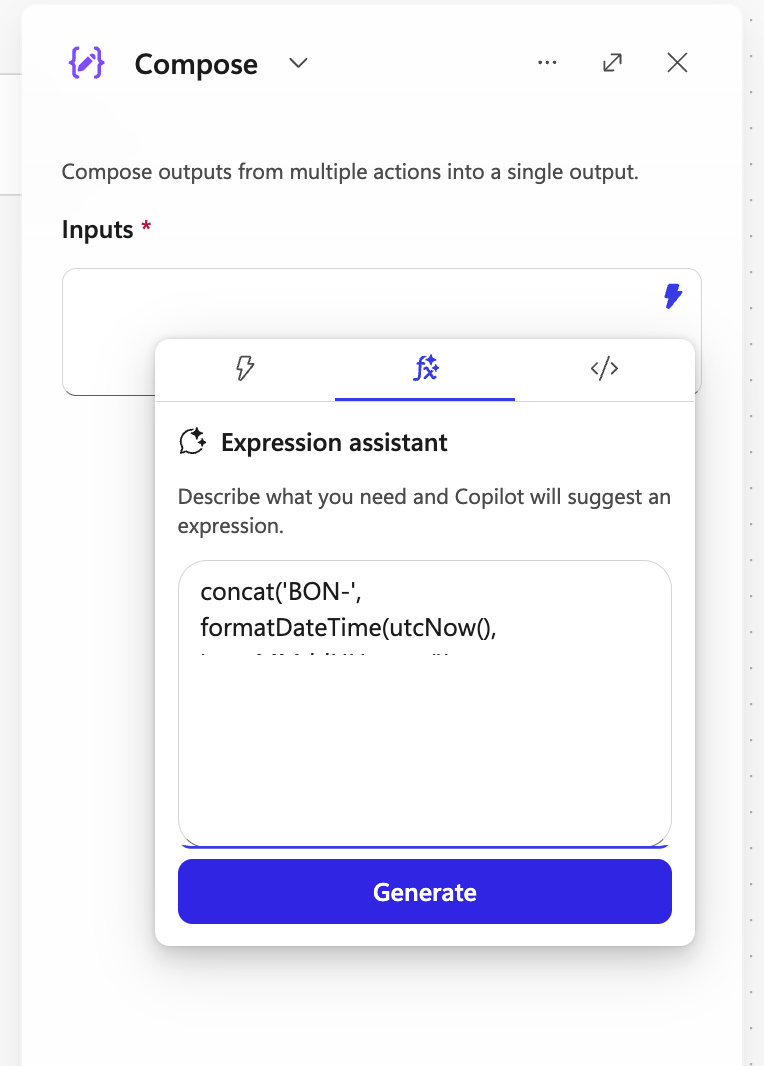 Compose
Compose outputs from multiple actions into a single output.
Inputs *
Expression assistant
Describe what you need and Copilot will suggest an
expression.
concat('BON-',
formatDateTime(utcNow(),
Generate